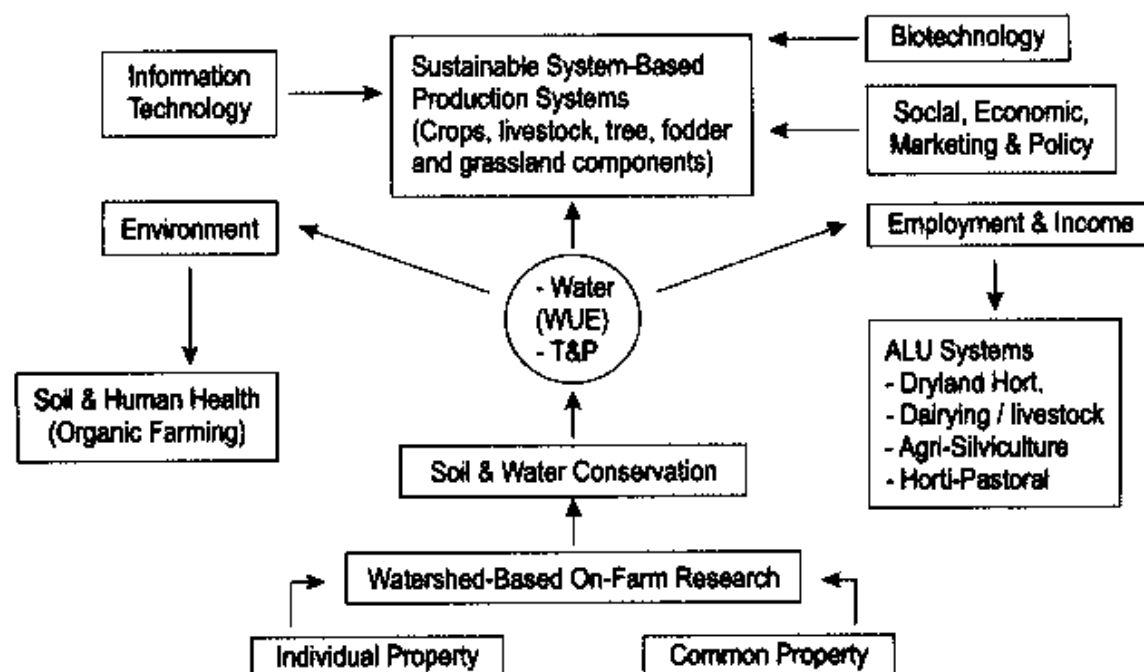 Biotechnology
Information
Technology
Sustainable System-Based
Production Systems
(Crops, livestock, tree, fodder
and grassland components)
Social, Economic,
Marketing & Policy
Environment
Employment & Income
- Water
(WUE)
- T&P
Soil & Human Health
(Organic Farming)
ALU Systems
- Dryland Hort.
- Dairying / livestock
- Agri-Silviculture
- Horti-Pastoral
Soil & Water Conservation
Watershed-Based On-Farm Research
Individual Property
Common Property